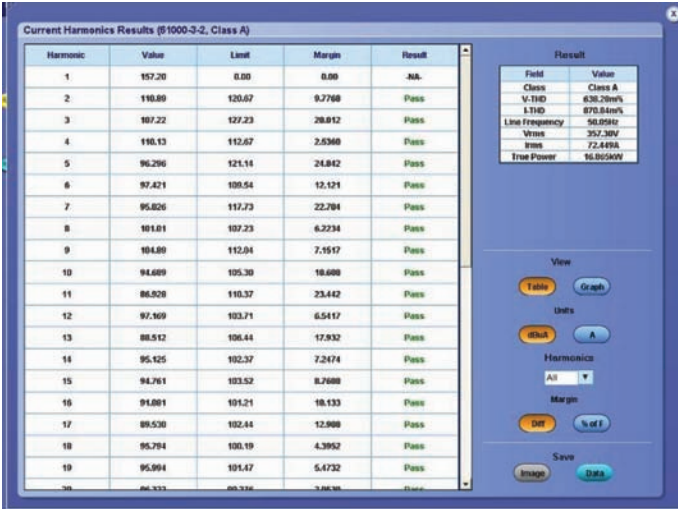 Current Harmonics Results (61000-3-2, Class A)
Harmonic Value Limit Margin Result
1 157.20 0.00 0.00 -NA-
2 110.89 120.67 9.7760 Pass
3 107.22 127.23 20.012 Pass
4 110.13 112.67 2.5360 Pass
5 96.296 121.14 24.842 Pass
6 97.421 109.54 12.121 Pass
7 95.026 117.73 22.704 Pass
8 101.01 107.23 6.2234 Pass
9 104.89 112.04 7.1517 Pass
10 94.689 105.30 10.608 Pass
11 86.928 110.37 23.442 Pass
12 97.169 103.71 6.5417 Pass
13 88.512 106.44 17.932 Pass
14 95.125 102.37 7.2474 Pass
15 94.761 103.52 8.7608 Pass
16 91.081 101.21 10.133 Pass
17 89.530 102.44 12.908 Pass
18 95.794 100.19 4.3952 Pass
19 95.994 101.47 5.4732 Pass
Result
Field Value
Class Class A
V-THD 638.20m%
I-THD 870.84m%
Line Frequency 50.05Hz
Vrms 357.30V
Irms 72.449A
True Power 16.865kW
View
Table Graph
Units
dBuA A
Harmonics
All
Margin
Diff % of F
Save
Image Data